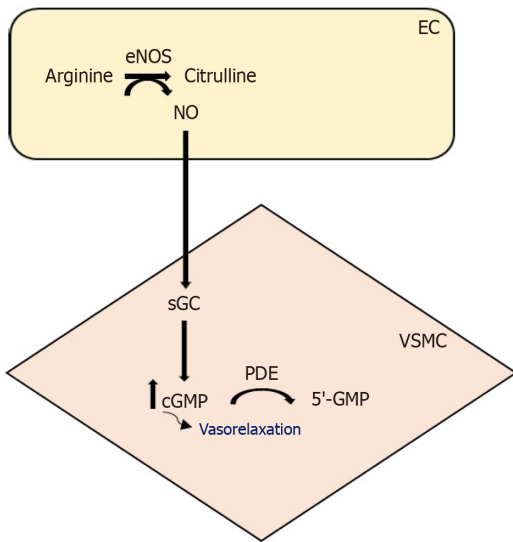 EC
eNOS
Arginine Citrulline
NO
sGC
VSMC
PDE
cGMP 5'-GMP
Vasorelaxation